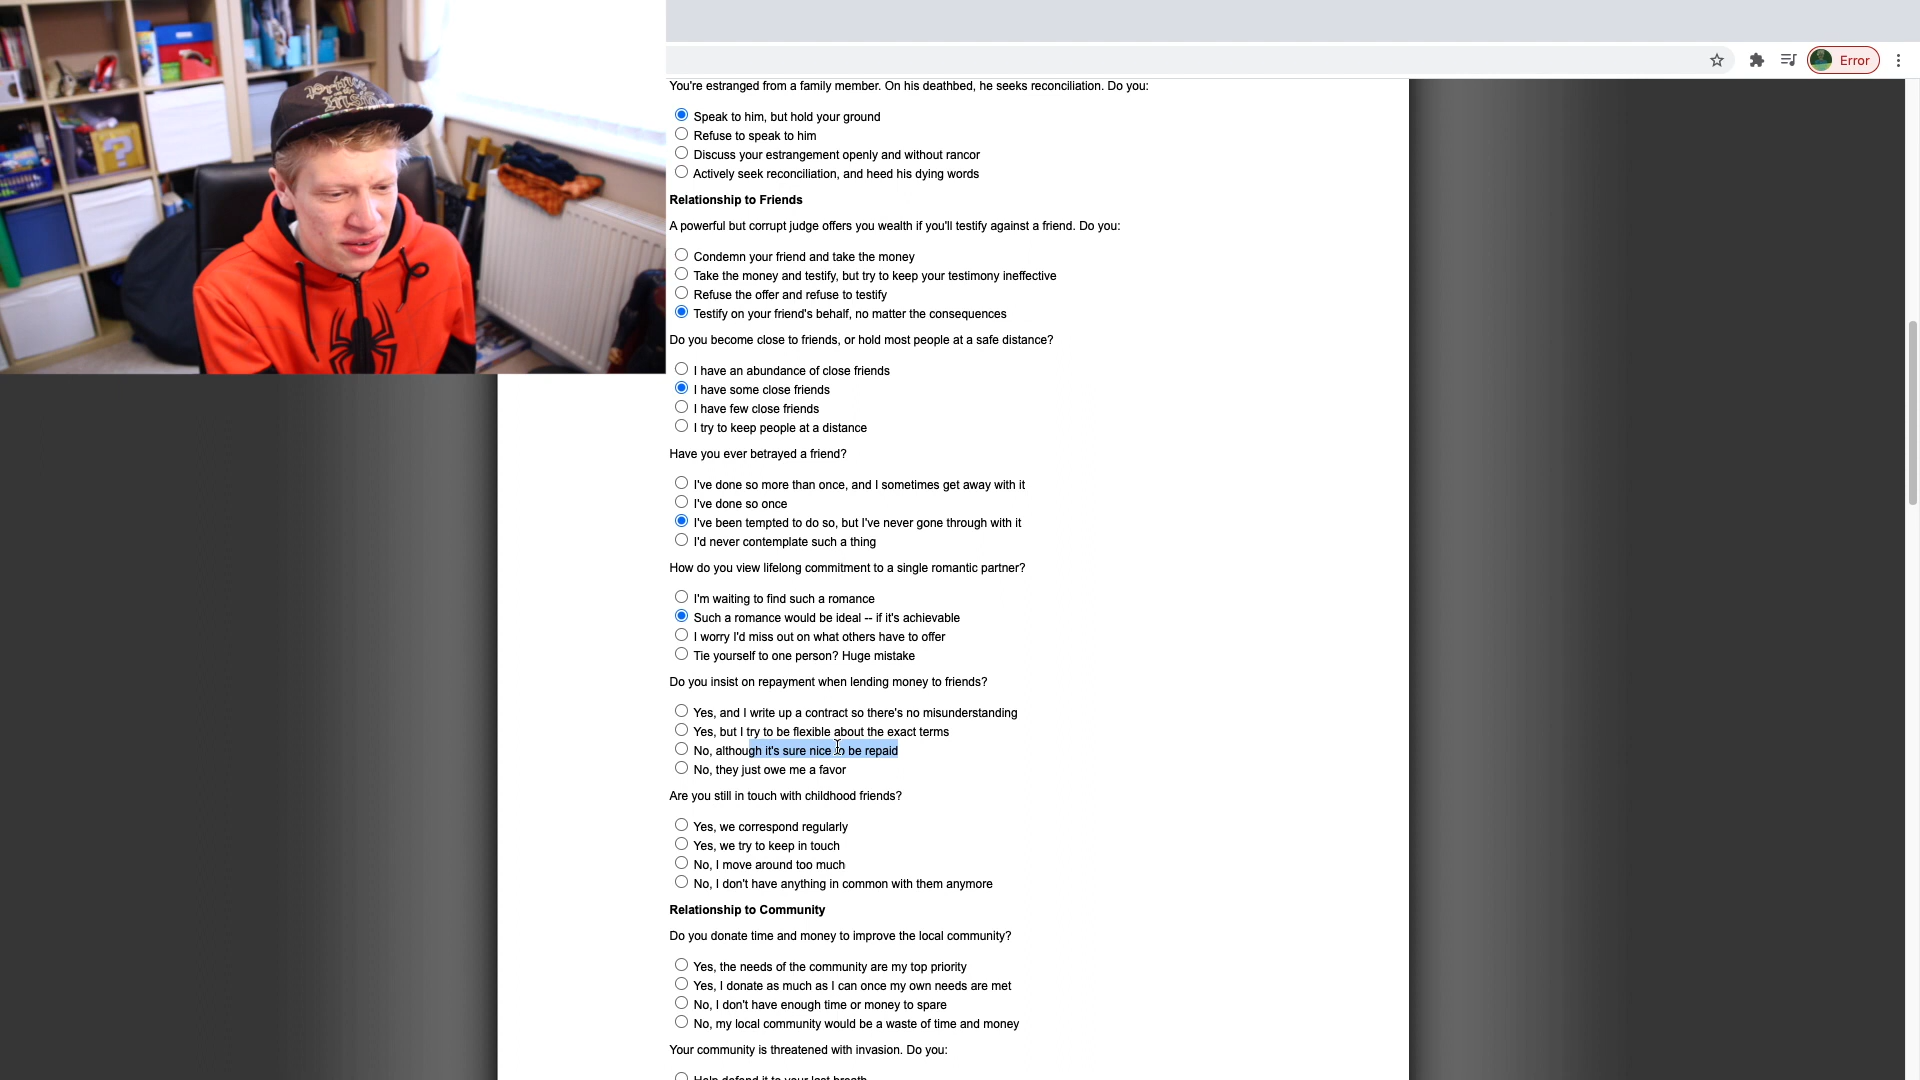 Error
You're estranged from a family member. On his deathbed, he seeks reconciliation. Do you:
Speak to him, but hold your ground
Refuse to speak to him
Discuss your estrangement openly and without rancor
Actively seek reconciliation, and heed his dying words
Relationship to Friends
A powerful but corrupt judge offers you wealth if you'll testify against a friend. Do you:
Condemn your friend and take the money
Take the money and testify, but try to keep your testimony ineffective
Refuse the offer and refuse to testify
Testify on your friend's behalf, no matter the consequences
Do you become close to friends, or hold most people at a safe distance?
I have an abundance of close friends
I have some close friends
I have few close friends
I try to keep people at a distance
Have you ever betrayed a friend?
I've done so more than once, and I sometimes get away with it
I've done so once
I've been tempted to do so, but I've never gone through with it
I'd never contemplate such a thing
How do you view lifelong commitment to a single romantic partner?
I'm waiting to find such a romance
Such a romance would be ideal -- if it's achievable
I worry I'd miss out on what others have to offer
Tie yourself to one person? Huge mistake
Do you insist on repayment when lending money to friends?
Yes, and I write up a contract so there's no misunderstanding
Yes, but I try to be flexible about the exact terms
No, although it's sure nice to be repaid
No, they just owe me a favor
Are you still in touch with childhood friends?
Yes, we correspond regularly
Yes, we try to keep in touch
No, I move around too much
No, I don't have anything in common with them anymore
Relationship to Community
Do you donate time and money to improve the local community?
Yes, the needs of the community are my top priority
Yes, I donate as much as I can once my own needs are met
No, I don't have enough time or money to spare
No, my local community would be a waste of time and money
Your community is threatened with invasion. Do you:
Help defend it to your last breath